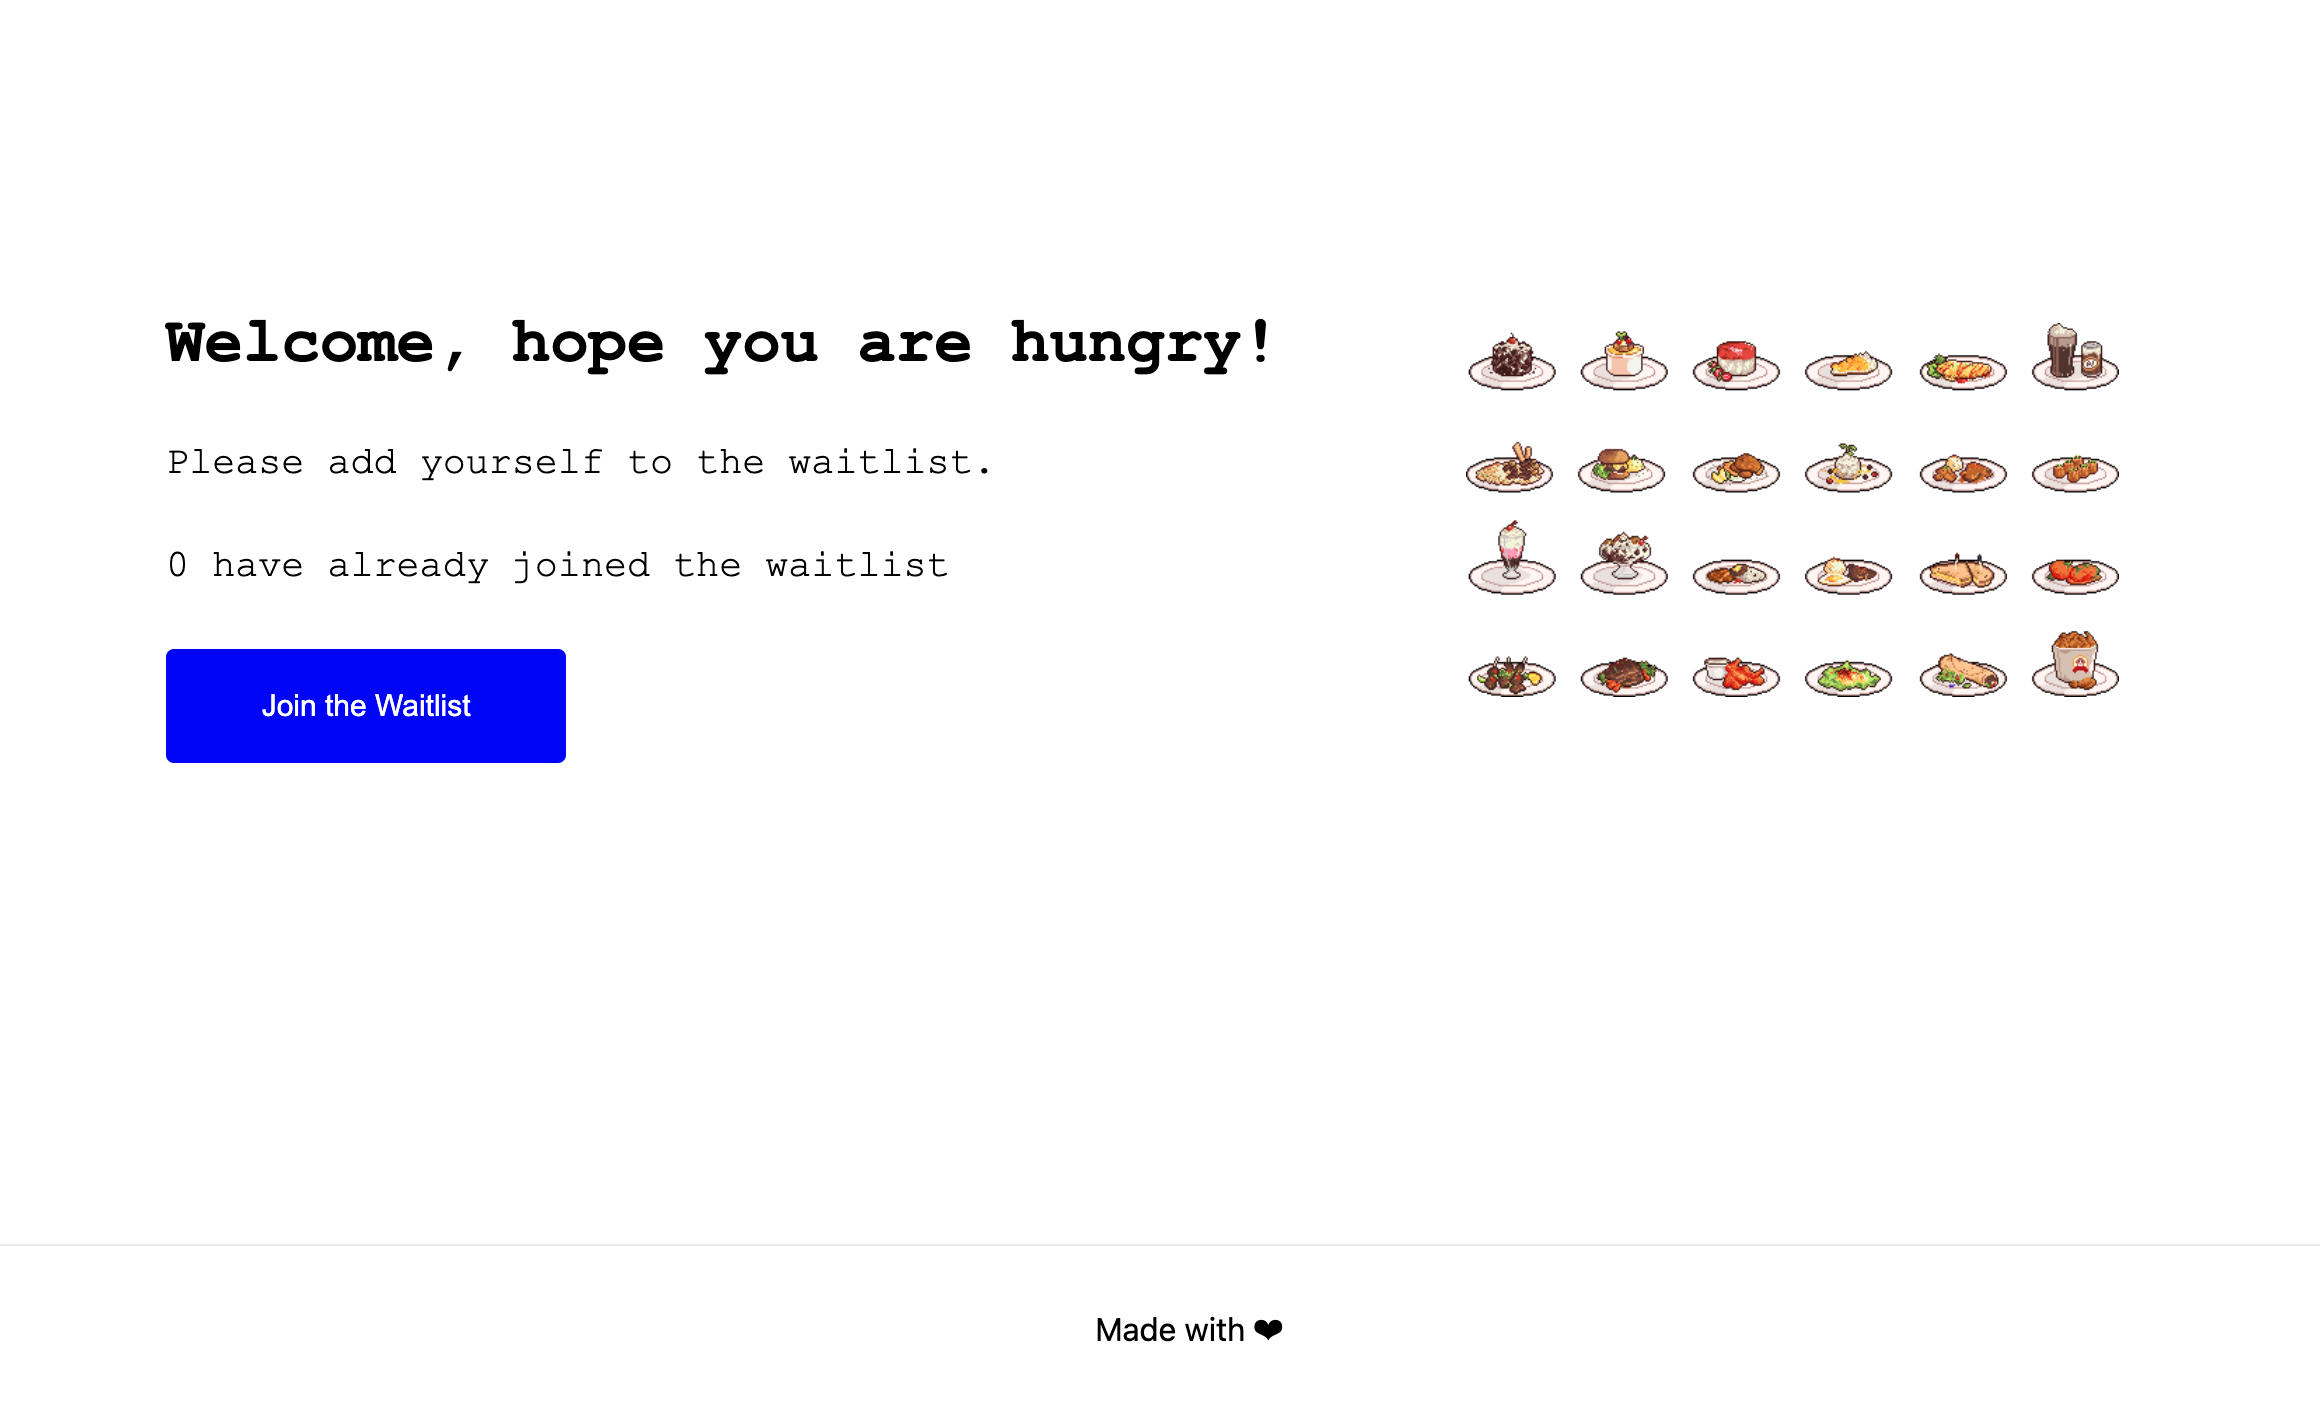 Welcome, hope you are hungry!
Please add yourself to the waitlist.
0 have already joined the waitlist
Join the Waitlist
Made with ❤